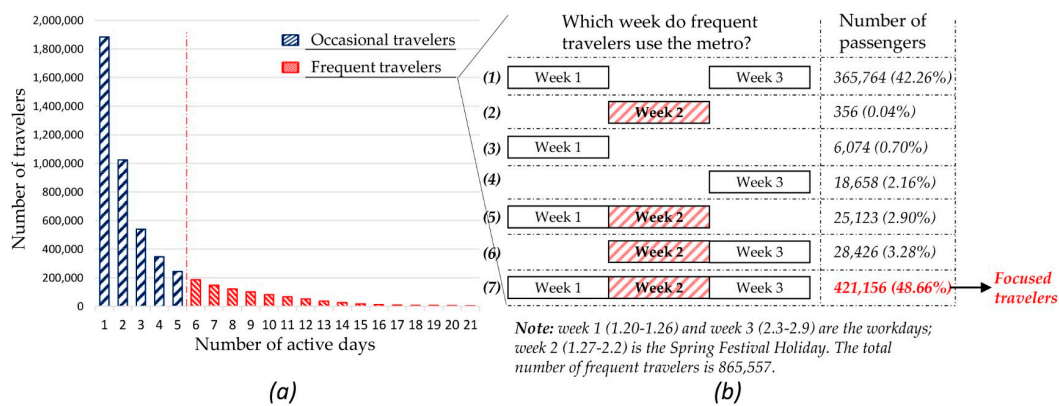 2,000,000
1,800,000
1,600,000
1,400,000
1,200,000
1,000,000
800,000
600,000
400,000
200,000
0
Number of travelers
Occasional travelers
Frequent travelers
1 2 3 4 5 6 7 8 9 10 11 12 13 14 15 16 17 18 19 20 21
Number of active days
(a)
Which week do frequent
travelers use the metro?
Number of
passengers
(1) Week 1 Week 3 365,764 (42.26%)
(2) Week 2 356 (0.04%)
(3) Week 1 6,074 (0.70%)
(4) Week 3 18,658 (2.16%)
(5) Week 1 Week 2 25,123 (2.90%)
(6) Week 2 Week 3 28,426 (3.28%)
(7) Week 1 Week 2 Week 3 421,156 (48.66%)
Focused
travelers
Note: week 1 (1.20-1.26) and week 3 (2.3-2.9) are the workdays;
week 2 (1.27-2.2) is the Spring Festival Holiday. The total
number of frequent travelers is 865,557.
(b)